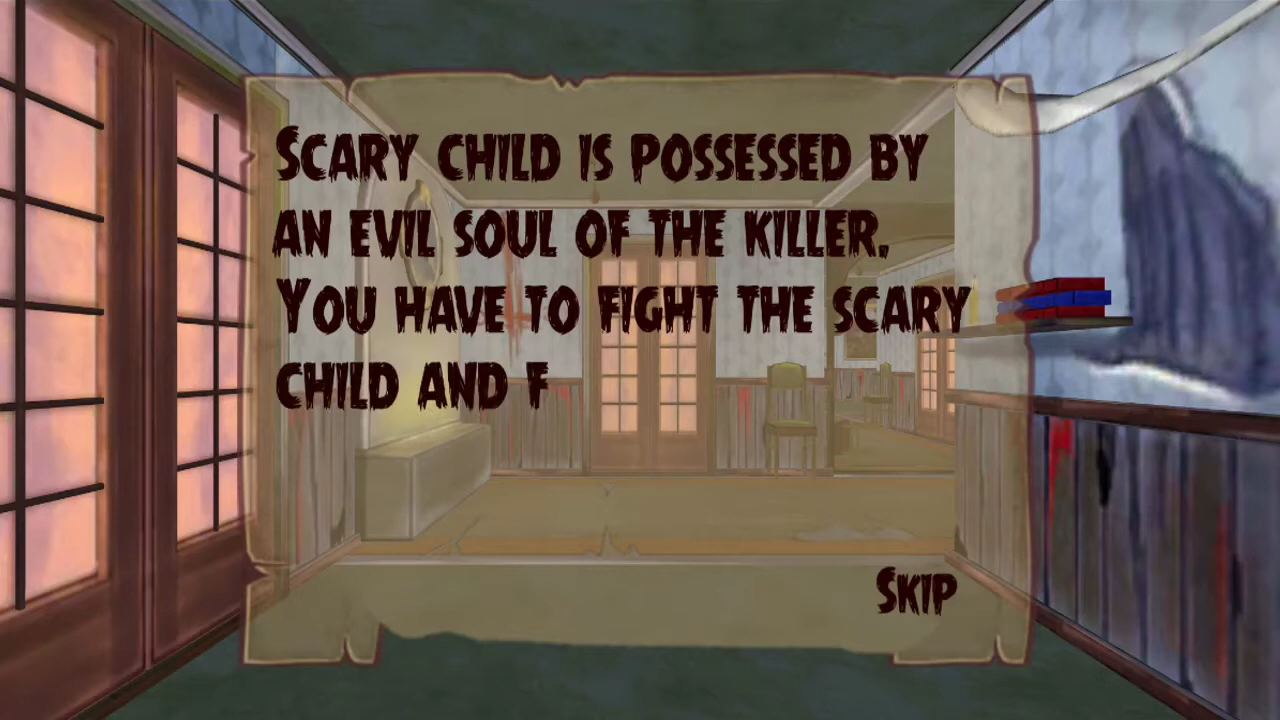 Scary child is possessed by
an evil soul of the killer.
You have to fight the scary
child and f
Skip